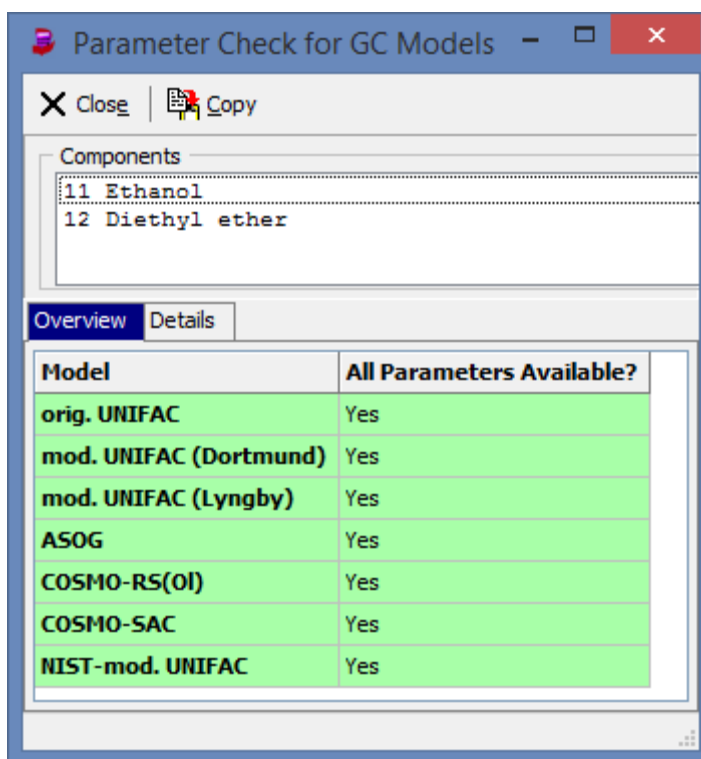 Parameter Check for GC Models
Close Copy
Components
11 Ethanol
12 Diethyl ether
Overview Details
Model All Parameters Available?
orig. UNIFAC Yes
mod. UNIFAC (Dortmund) Yes
mod. UNIFAC (Lyngby) Yes
ASOG Yes
COSMO-RS(Ol) Yes
COSMO-SAC Yes
NIST-mod. UNIFAC Yes